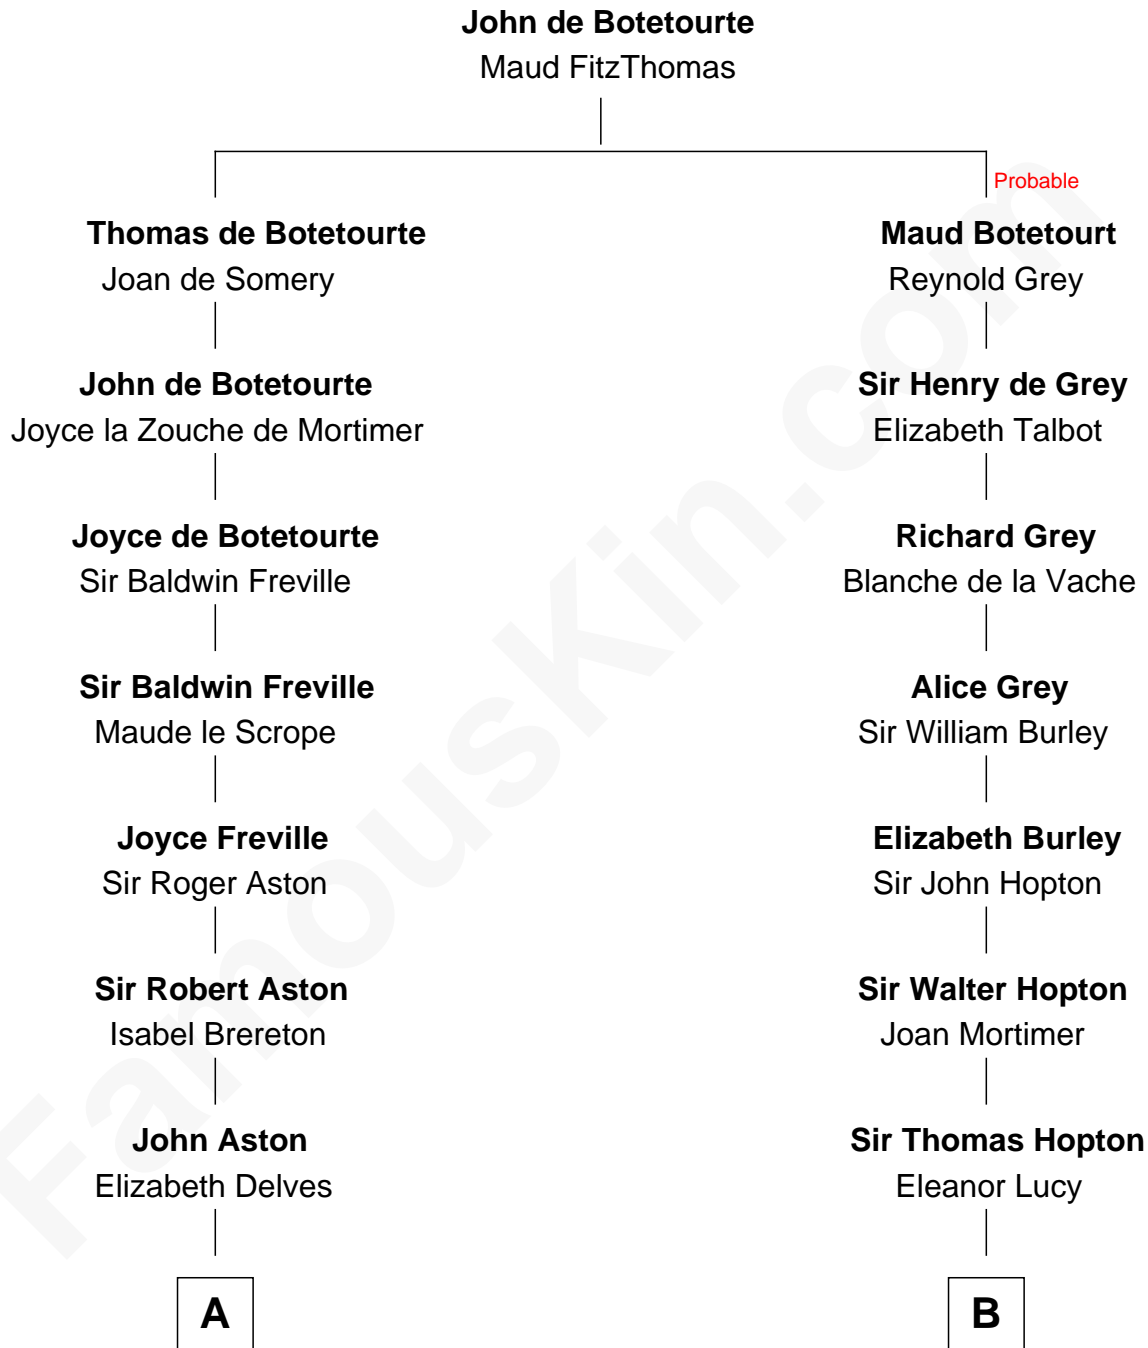 John de Botetourte
Maud FitzThomas
Probable
Thomas de Botetourte
Joan de Somery
Maud Botetourt
Reynold Grey
John de Botetourte
Joyce la Zouche de Mortimer
Sir Henry de Grey
Elizabeth Talbot
Joyce de Botetourte
Sir Baldwin Freville
Richard Grey
Blanche de la Vache
Sir Baldwin Freville
Maude le Scrope
Alice Grey
Sir William Burley
Joyce Freville
Sir Roger Aston
Elizabeth Burley
Sir John Hopton
Sir Robert Aston
Isabel Brereton
Sir Walter Hopton
Joan Mortimer
John Aston
Elizabeth Delves
Sir Thomas Hopton
Eleanor Lucy
A
B
FamousKin.com